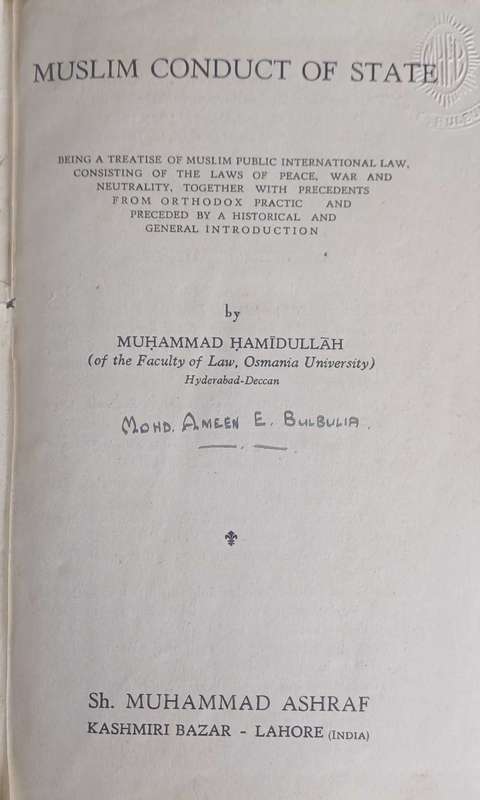 MUSLIM CONDUCT OF STATE
BEING A TREATISE OF MUSLIM PUBLIC INTERNATIONAL LAW,
CONSISTING OF THE LAWS OF PEACE, WAR AND
NEUTRALITY, TOGETHER WITH PRECEDENTS
FROM ORTHODOX PRACTIC AND
PRECEDED BY A HISTORICAL AND
GENERAL INTRODUCTION
by
MUḤAMMAD ḤAMĪDULLĀH
(of the Faculty of Law, Osmania University)
Hyderabad-Deccan
MOHD. AMEEN E. BULBULIA.
Sh. MUHAMMAD ASHRAF
KASHMIRI BAZAR - LAHORE (INDIA)